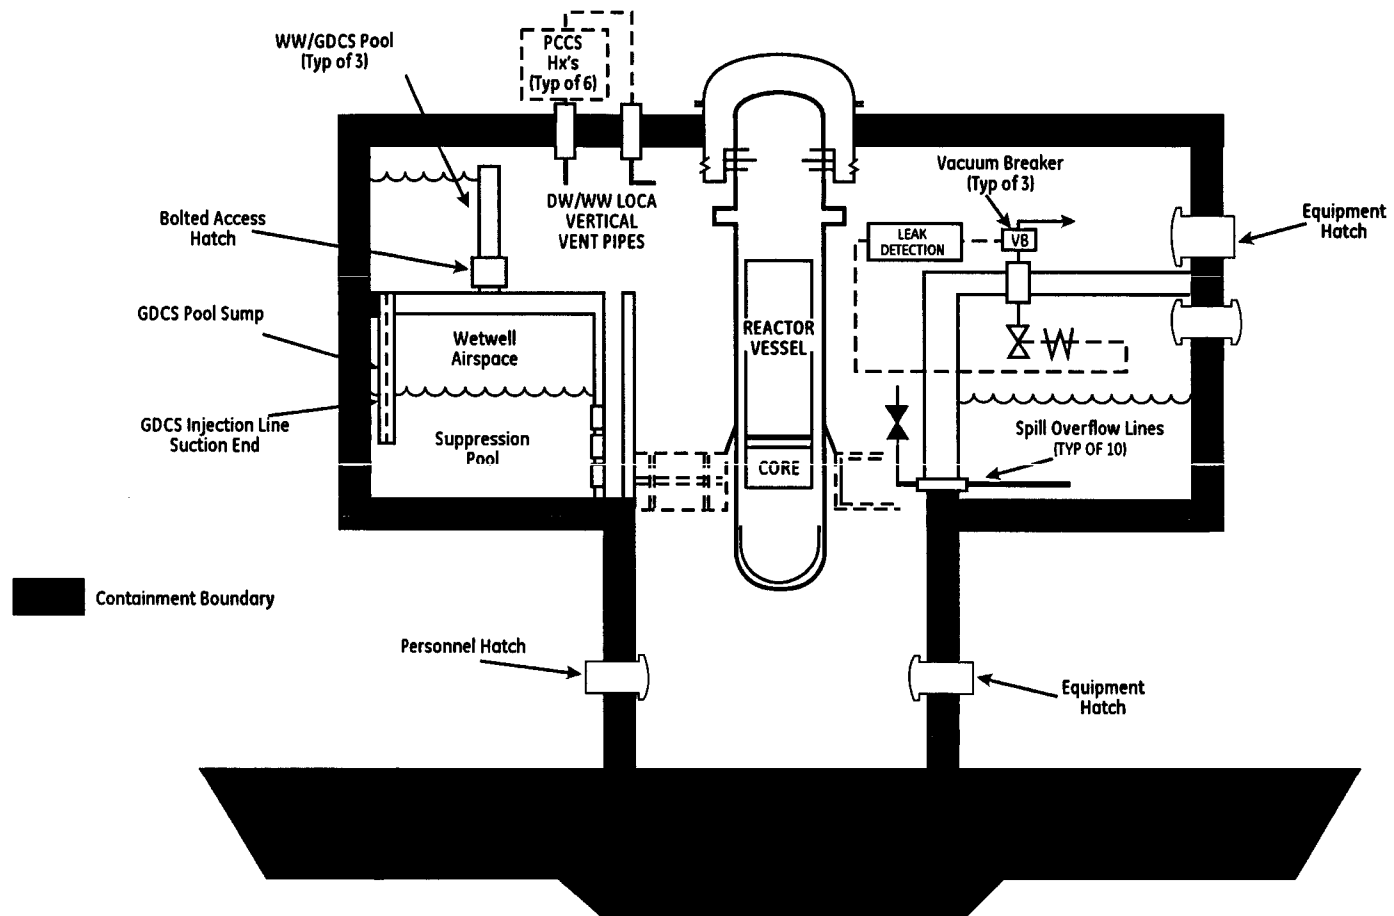 WW/GDCS Pool
(Typ of 3)
PCCS
Hx's
(Typ of 6)
Bolted Access
Hatch
DW/WW LOCA
VERTICAL
VENT PIPES
Vacuum Breaker
(Typ of 3)
Equipment
Hatch
LEAK
DETECTION
VB
GDCS Pool Sump
Wetwell
Airspace
REACTOR
VESSEL
GDCS Injection Line
Suction End
Suppression
Pool
CORE
Spill Overflow Lines
(TYP OF 10)
Containment Boundary
Personnel Hatch
Equipment
Hatch